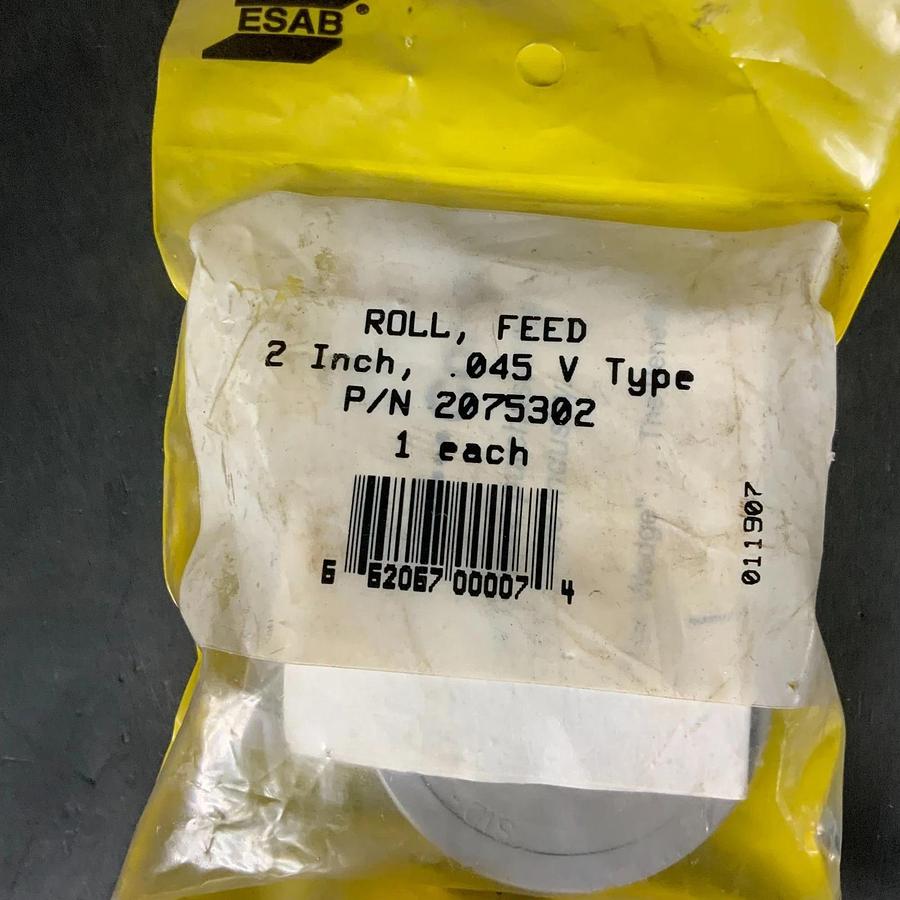 ESAB®
ROLL, FEED
2 Inch, .045 V Type
P/N 2075302
1 each
6 62067 00007 4
011907